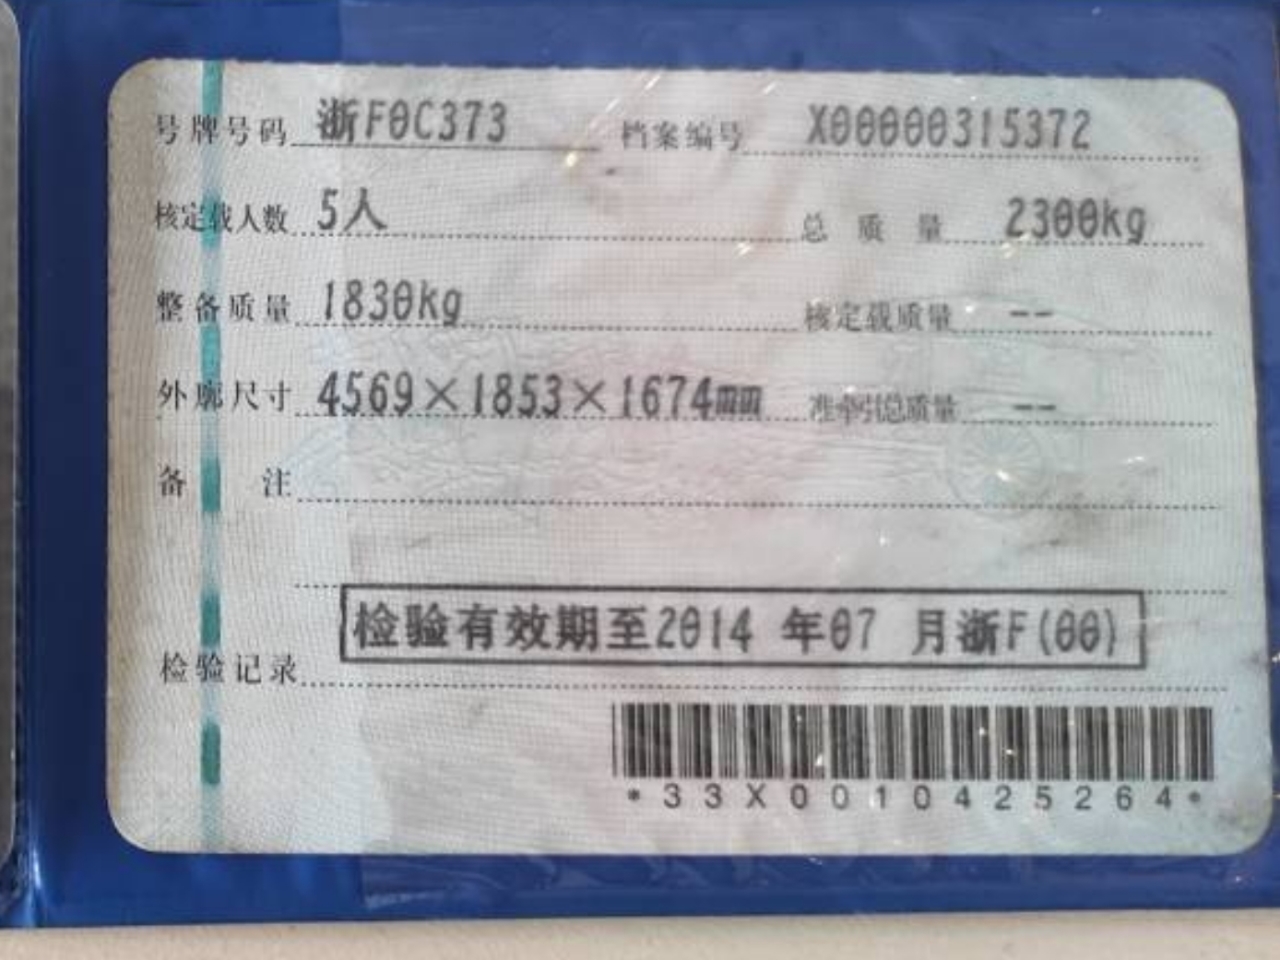 号牌号码 浙F0C373 档案编号 X00000315372
核定载人数 5人 总质量 2300kg
整备质量 1830kg 核定载质量 --
外廓尺寸 4569×1853×1674mm 准牵引总质量 --
备注
检验有效期至2014 年07 月浙F(00)
检验记录
*33X0010425264*